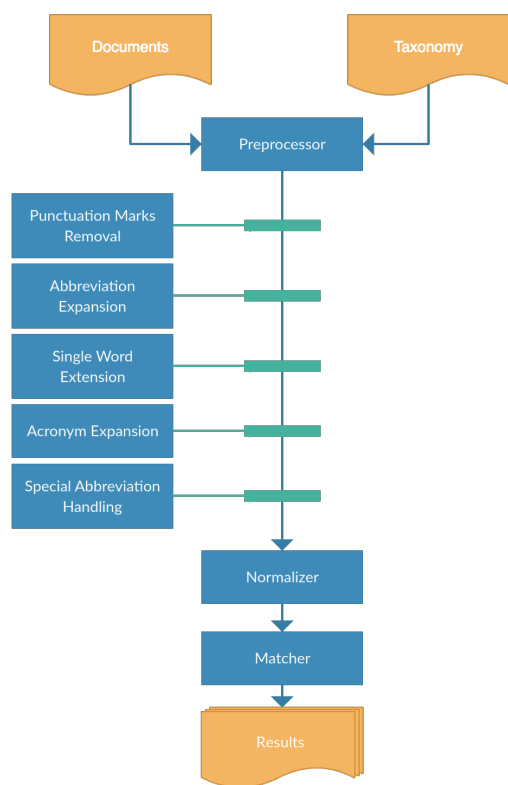 Documents
Taxonomy
Preprocessor
Punctuation Marks
Removal
Abbreviation
Expansion
Single Word
Extension
Acronym Expansion
Special Abbreviation
Handling
Normalizer
Matcher
Results